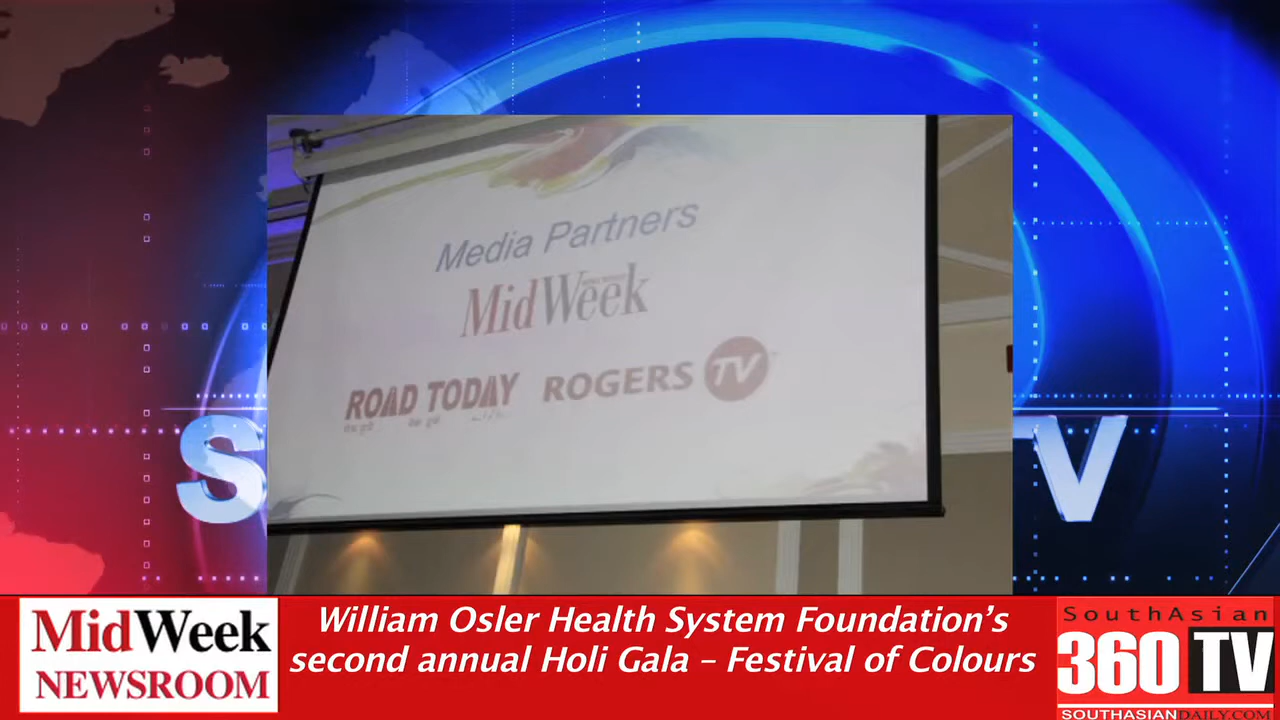 Media Partners
MidWeek
ROAD TODAY
ROGERS TV
S
V
MidWeek
NEWSROOM
William Osler Health System Foundation's
second annual Holi Gala – Festival of Colours
SouthAsian
360 TV
SOUTHASIANDAILY.COM